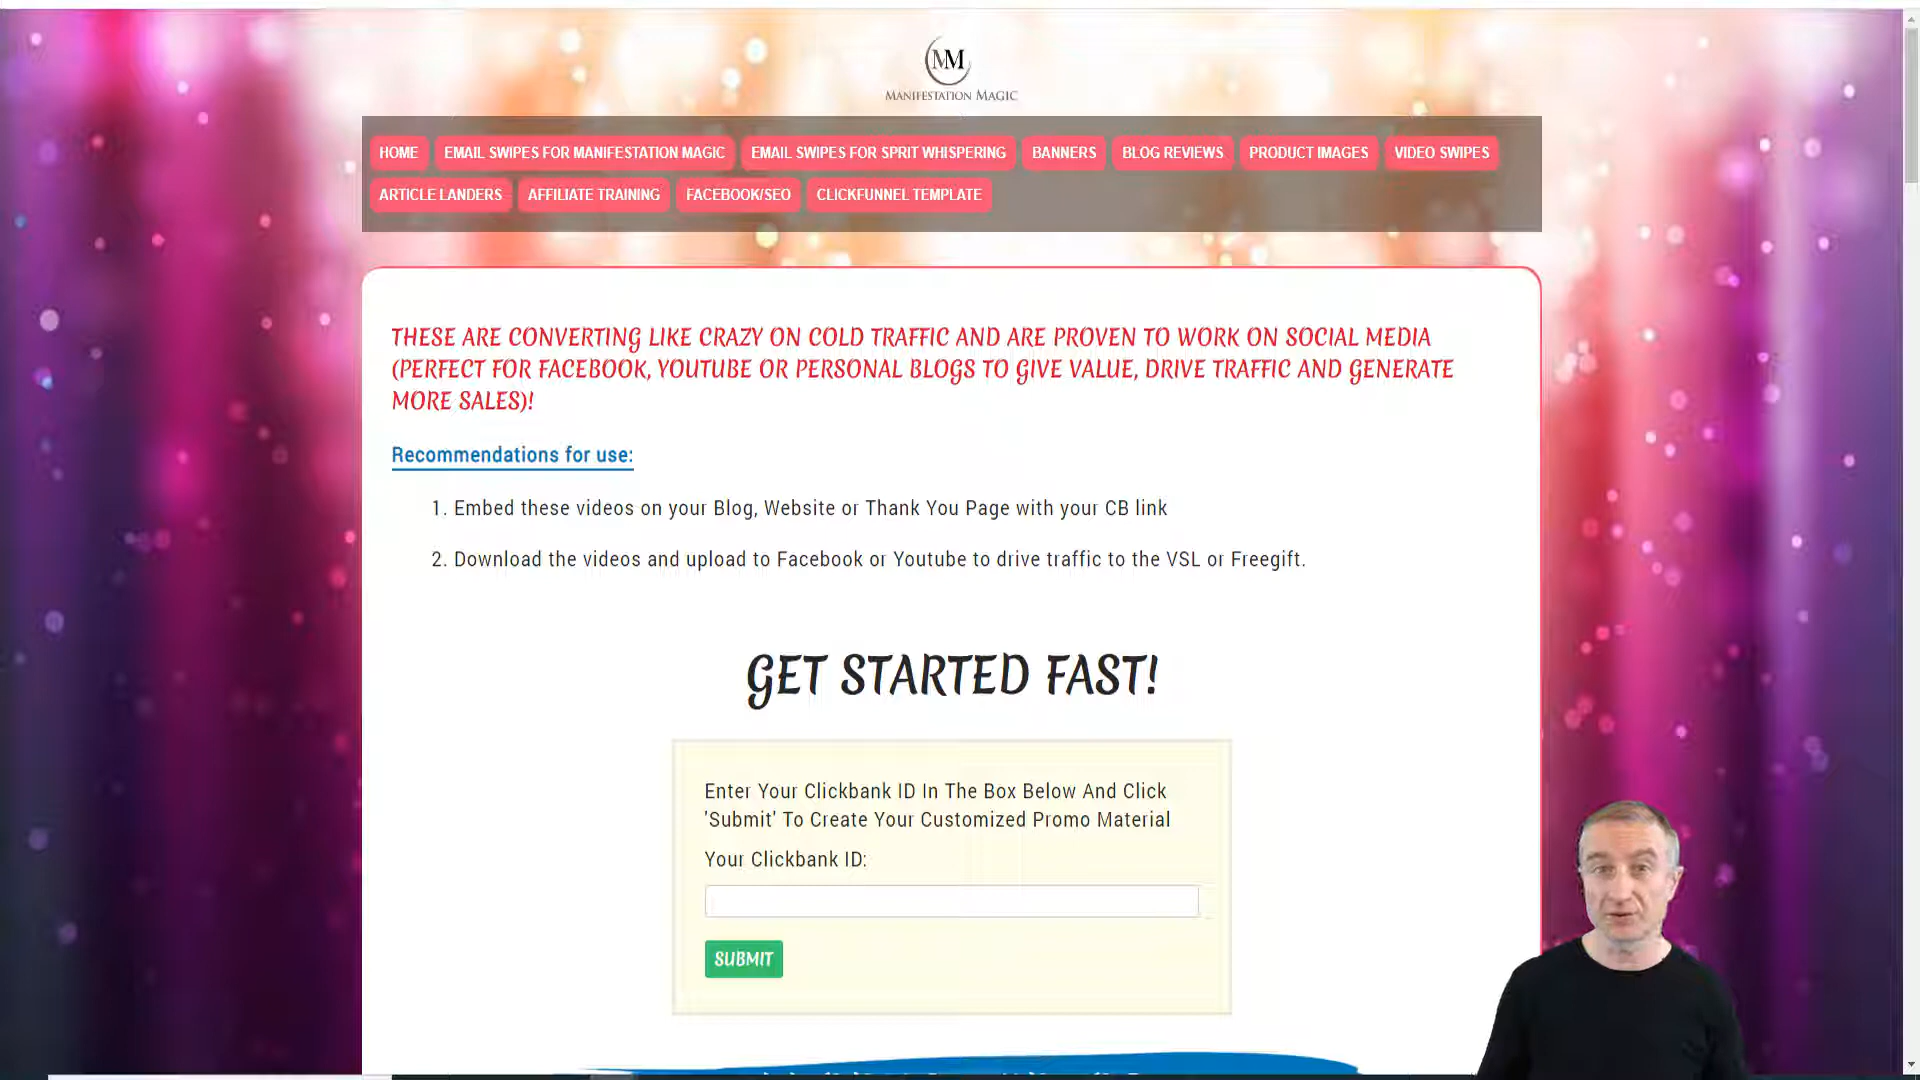 MM
MANIFESTATION MAGIC
HOME EMAIL SWIPES FOR MANIFESTATION MAGIC EMAIL SWIPES FOR SPRIT WHISPERING BANNERS BLOG REVIEWS PRODUCT IMAGES VIDEO SWIPES
ARTICLE LANDERS AFFILIATE TRAINING FACEBOOK/SEO CLICKFUNNEL TEMPLATE
THESE ARE CONVERTING LIKE CRAZY ON COLD TRAFFIC AND ARE PROVEN TO WORK ON SOCIAL MEDIA
(PERFECT FOR FACEBOOK, YOUTUBE OR PERSONAL BLOGS TO GIVE VALUE, DRIVE TRAFFIC AND GENERATE
MORE SALES)!
Recommendations for use:
1. Embed these videos on your Blog, Website or Thank You Page with your CB link
2. Download the videos and upload to Facebook or Youtube to drive traffic to the VSL or Freegift.
GET STARTED FAST!
Enter Your Clickbank ID In The Box Below And Click
'Submit' To Create Your Customized Promo Material
Your Clickbank ID:
SUBMIT